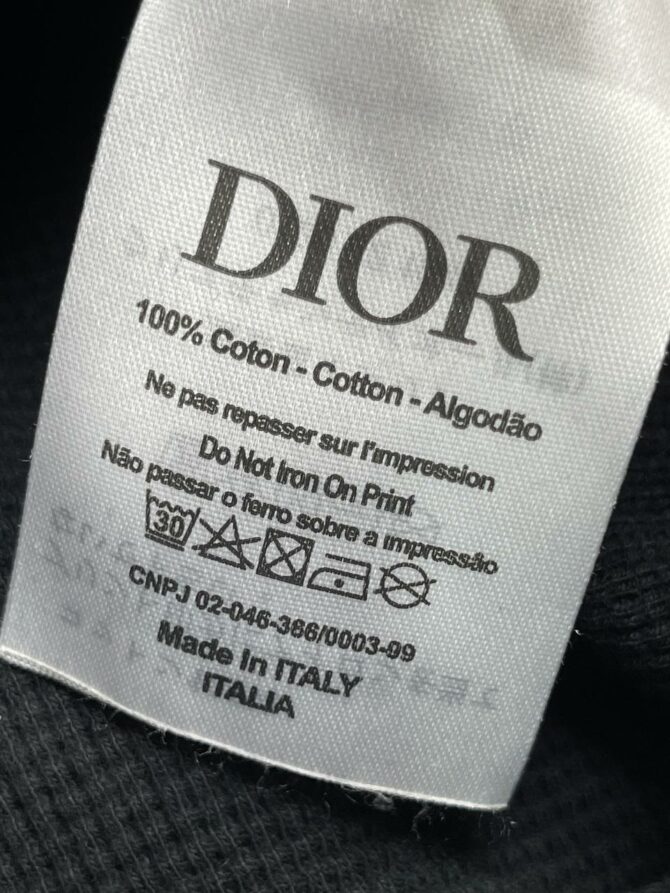 DIOR
100% Coton - Cotton - Algodão
Ne pas repasser sur l'impression
Do Not Iron On Print
Não passar o ferro sobre a impressão
30
CNPJ 02-046-386/0003-99
Made In ITALY
ITALIA